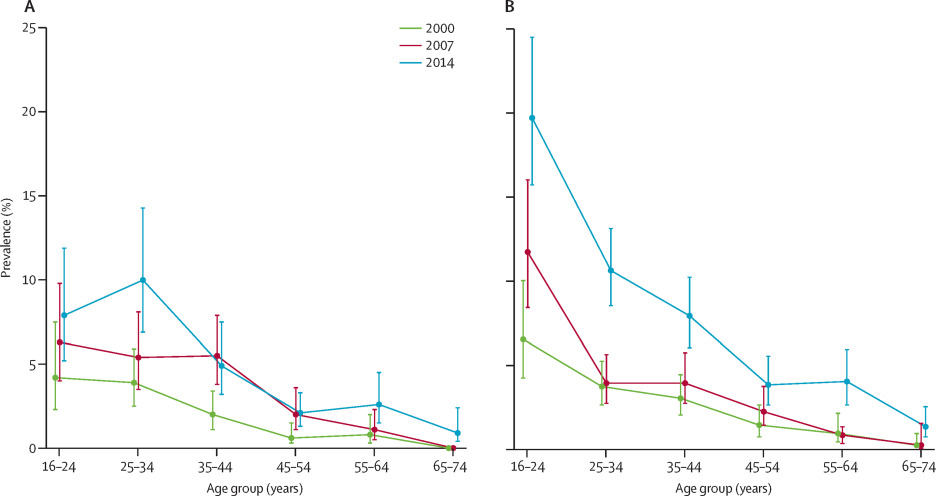 A
B
2000
2007
2014
25
20
15
10
5
0
Prevalence (%)
16–24 25–34 35–44 45–54 55–64 65–74
Age group (years)
16–24 25–34 35–44 45–54 55–64 65–74
Age group (years)